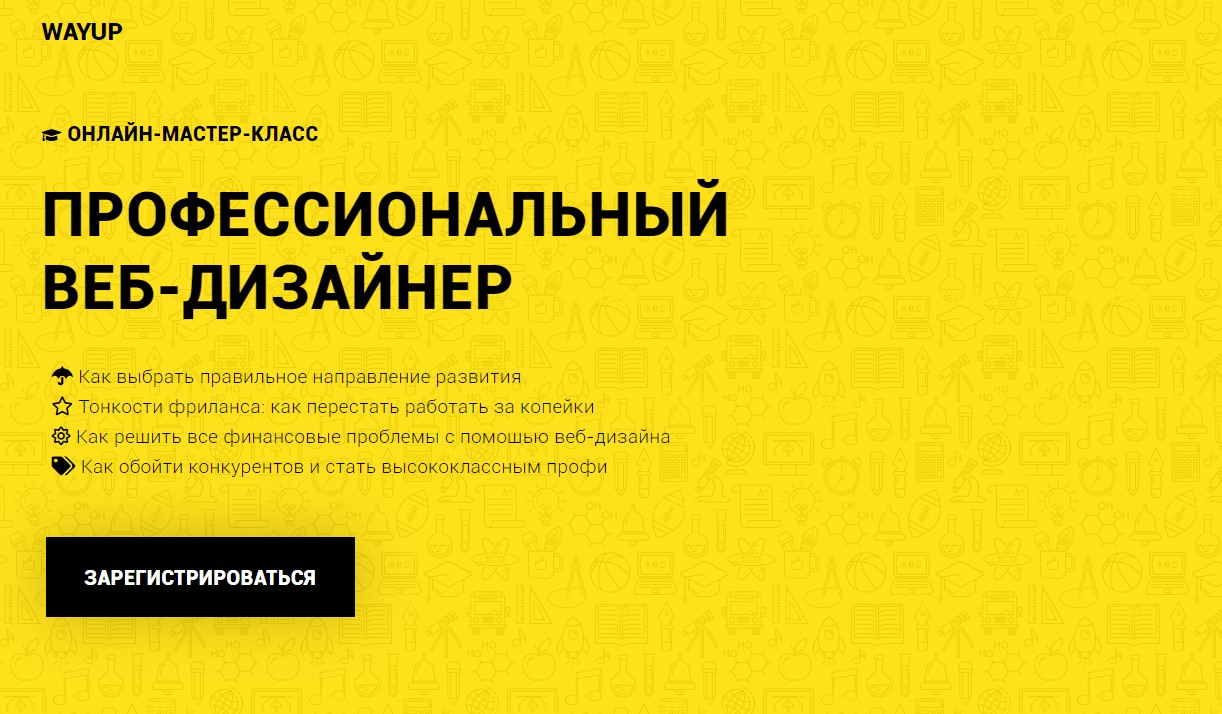 WAYUP
ОНЛАЙН-МАСТЕР-КЛАСС
ПРОФЕССИОНАЛЬНЫЙ
ВЕБ-ДИЗАЙНЕР
Как выбрать правильное направление развития
Тонкости фриланса: как перестать работать за копейки
Как решить все финансовые проблемы с помощью веб-дизайна
Как обойти конкурентов и стать высококлассным профи
ЗАРЕГИСТРИРОВАТЬСЯ